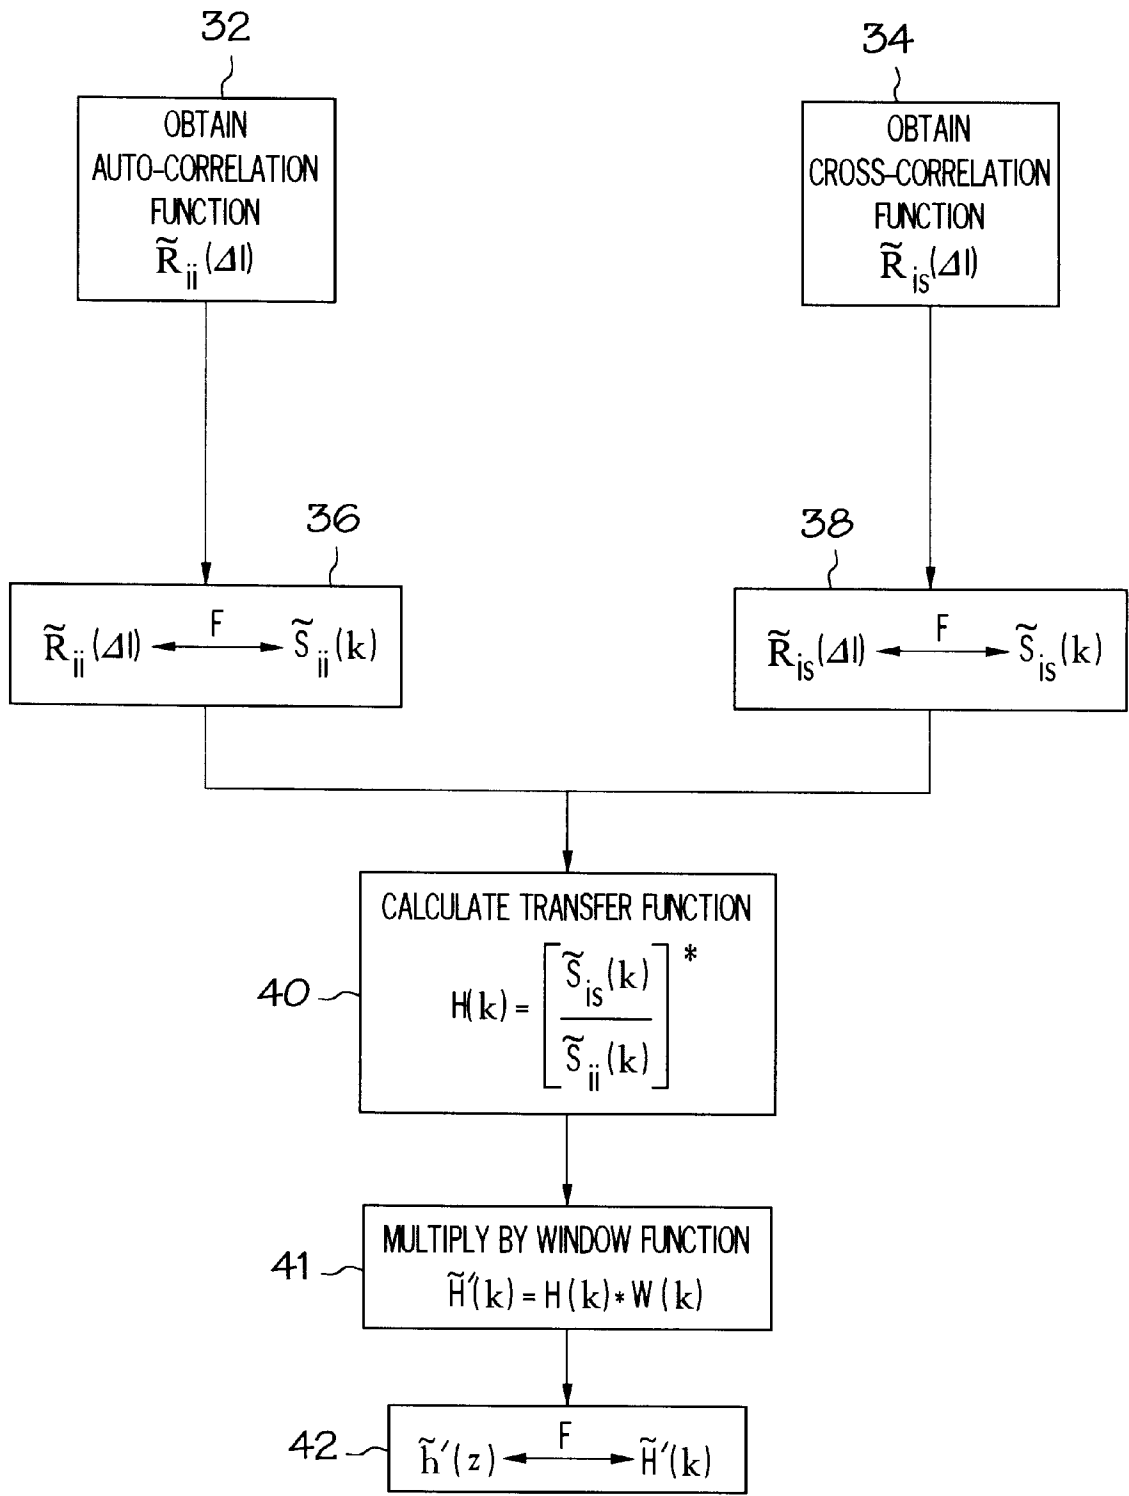 32
OBTAIN
AUTO-CORRELATION
FUNCTION
R̃ii(Δl)
34
OBTAIN
CROSS-CORRELATION
FUNCTION
R̃is(Δl)
36
R̃ii(Δl) ⟷ F S̃ii(k)
38
R̃is(Δl) ⟷ F S̃is(k)
CALCULATE TRANSFER FUNCTION
40
H(k) = [S̃is(k) / S̃ii(k)]*
MULTIPLY BY WINDOW FUNCTION
41
H̃′(k) = H(k)*W(k)
42
h̃′(z) ⟷ F H̃′(k)